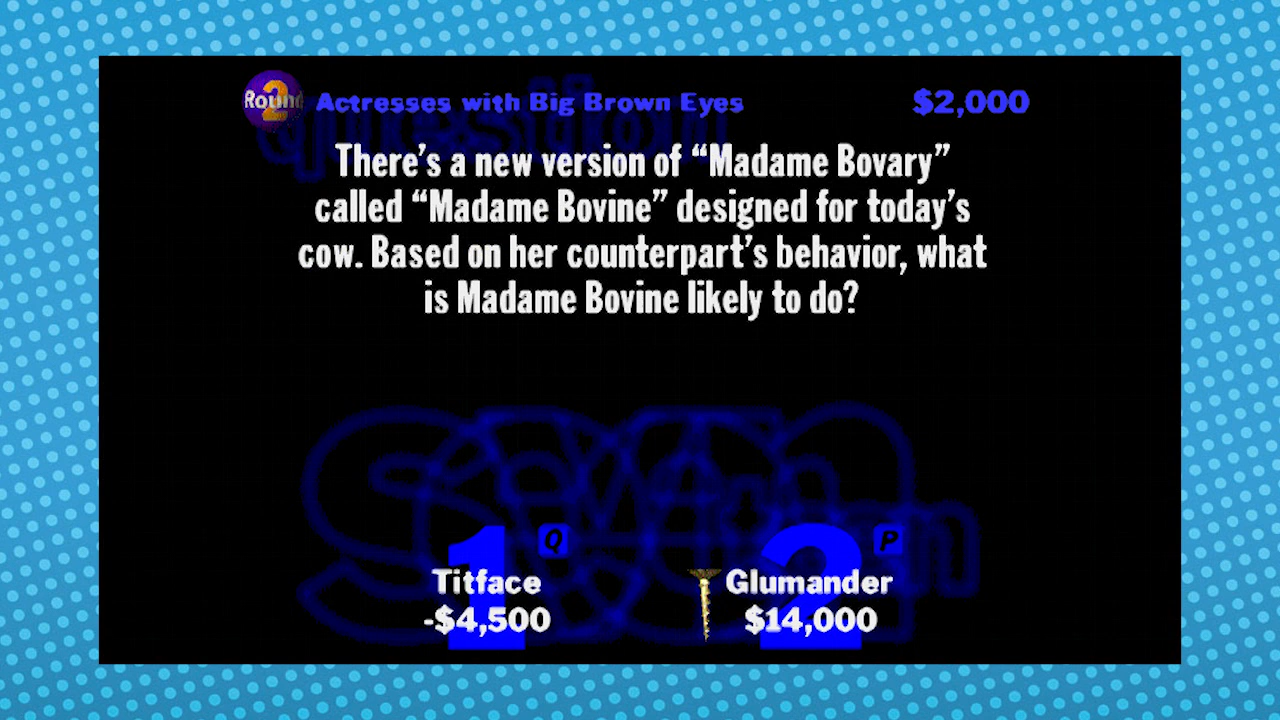 Round 2 Actresses with Big Brown Eyes $2,000
question
There's a new version of “Madame Bovary”
called “Madame Bovine” designed for today's
cow. Based on her counterpart's behavior, what
is Madame Bovine likely to do?
1 Q 2 P
Titface Glumander
-$4,500 $14,000